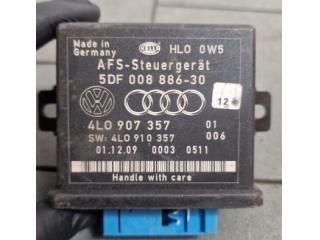 Made in Germany
HELLA
HLO 0W5
AFS-Steuergerät
5DF 008 886-30
12
4L0 907 357 01
SW: 4L0 910 357 006
01.12.09 0003 0511
Handle with care